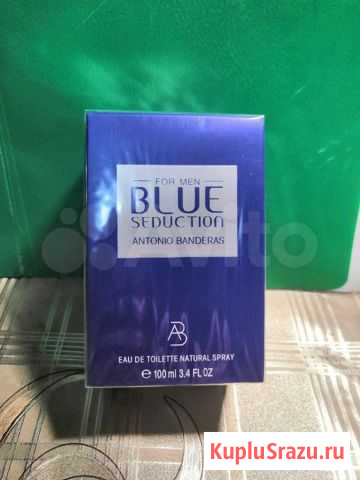 FOR MEN
BLUE
SEDUCTION
ANTONIO BANDERAS
Avito
AB
EAU DE TOILETTE NATURAL SPRAY
e 100 ml 3.4 FL OZ
KupluSrazu.ru